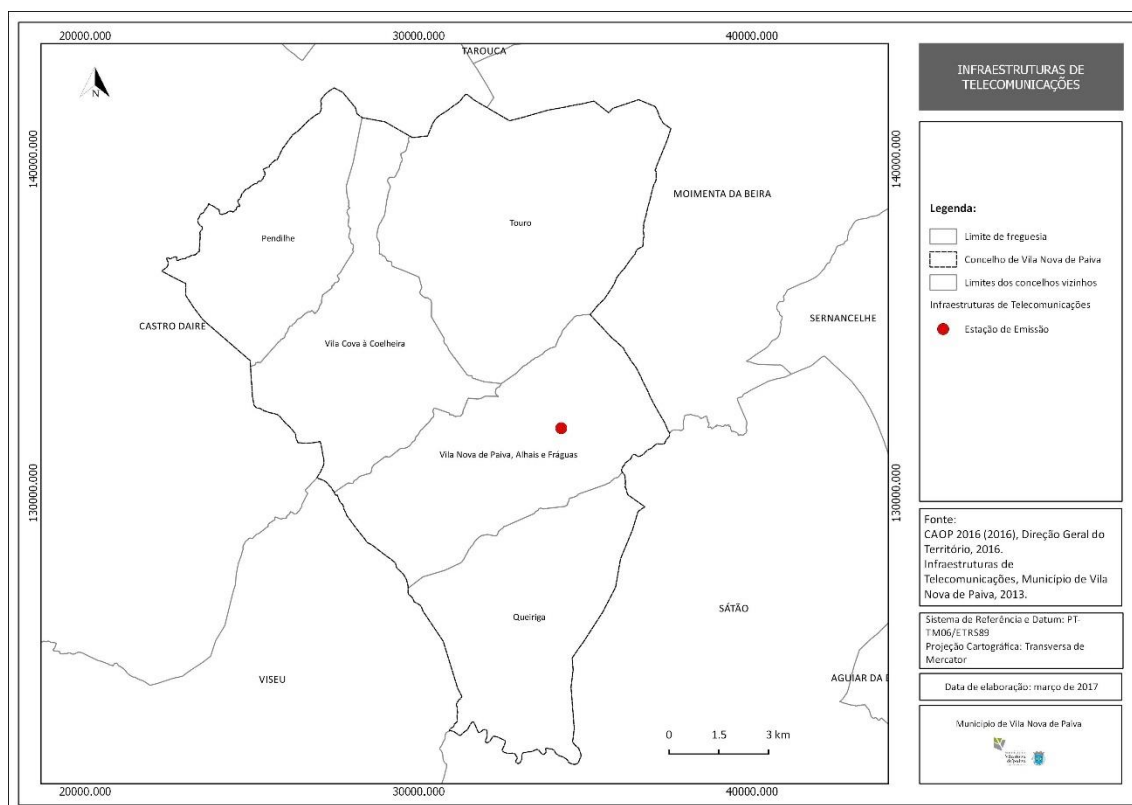 20000.000
30000.000
40000.000
TAROUCA
N
140000.000
140000.000
MOIMENTA DA BEIRA
Touro
Pendilhe
SERNANCELHE
CASTRO DAIRE
Vila Cova à Coelheira
Vila Nova de Paiva, Alhais e Fráguas
130000.000
130000.000
SÁTÃO
Queiriga
VISEU
AGUIAR DA
0 1.5 3 km
20000.000
30000.000
40000.000
INFRAESTRUTURAS DE
TELECOMUNICAÇÕES
Legenda:
Limite de freguesia
Concelho de Vila Nova de Paiva
Limites dos concelhos vizinhos
Infraestruturas de Telecomunicações
Estação de Emissão
Fonte:
CAOP 2016 (2016), Direção Geral do
Território, 2016.
Infraestruturas de
Telecomunicações, Município de Vila
Nova de Paiva, 2013.
Sistema de Referência e Datum: PT-
TM06/ETRS89
Projeção Cartográfica: Transversa de
Mercator
Data de elaboração: março de 2017
Município de Vila Nova de Paiva